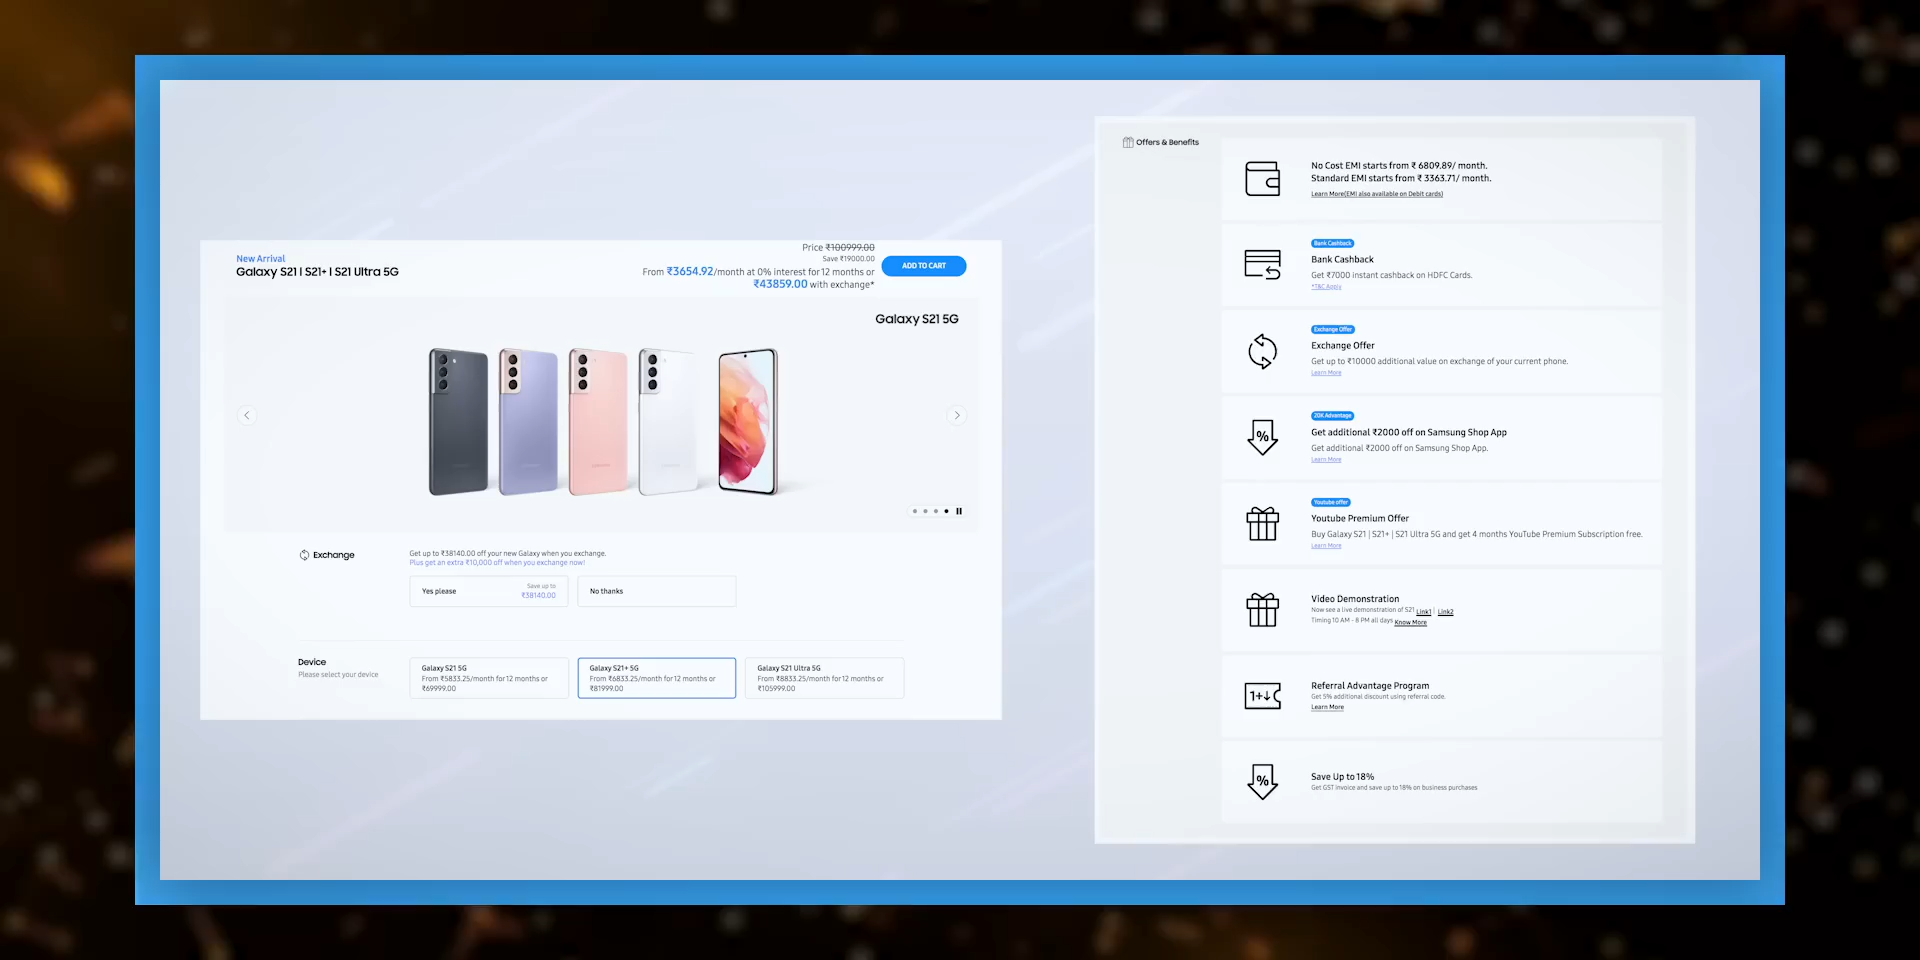 New Arrival
Galaxy S21 | S21+ | S21 Ultra 5G
Price ₹100999.00
Save ₹19000.00
From ₹3654.92/month at 0% interest for 12 months or
₹43859.00 with exchange*
ADD TO CART
Galaxy S21 5G
Exchange
Get up to ₹38140.00 off your new Galaxy when you exchange.
Plus get an extra ₹10,000 off when you exchange now!
Yes please
Save up to
₹38140.00
No thanks
Device
Please select your device
Galaxy S21 5G
From ₹5833.25/month for 12 months or
₹69999.00
Galaxy S21+ 5G
From ₹6833.25/month for 12 months or
₹81999.00
Galaxy S21 Ultra 5G
From ₹8833.25/month for 12 months or
₹105999.00
Offers & Benefits
No Cost EMI starts from ₹ 6809.89/ month.
Standard EMI starts from ₹ 3363.71/ month.
Learn More(EMI also available on Debit cards)
Bank Cashback
Bank Cashback
Get ₹7000 instant cashback on HDFC Cards.
*T&C Apply
Exchange Offer
Exchange Offer
Get up to ₹10000 additional value on exchange of your current phone.
Learn More
20K Advantage
Get additional ₹2000 off on Samsung Shop App
Get additional ₹2000 off on Samsung Shop App.
Learn More
Youtube offer
Youtube Premium Offer
Buy Galaxy S21 | S21+ | S21 Ultra 5G and get 4 months YouTube Premium Subscription free.
Learn More
Video Demonstration
Now see a live demonstration of S21 Link1 | Link2
Timing 10 AM - 8 PM all days Know More
1+
Referral Advantage Program
Get 5% additional discount using referral code.
Learn More
Save Up to 18%
Get GST Invoice and save up to 18% on business purchases